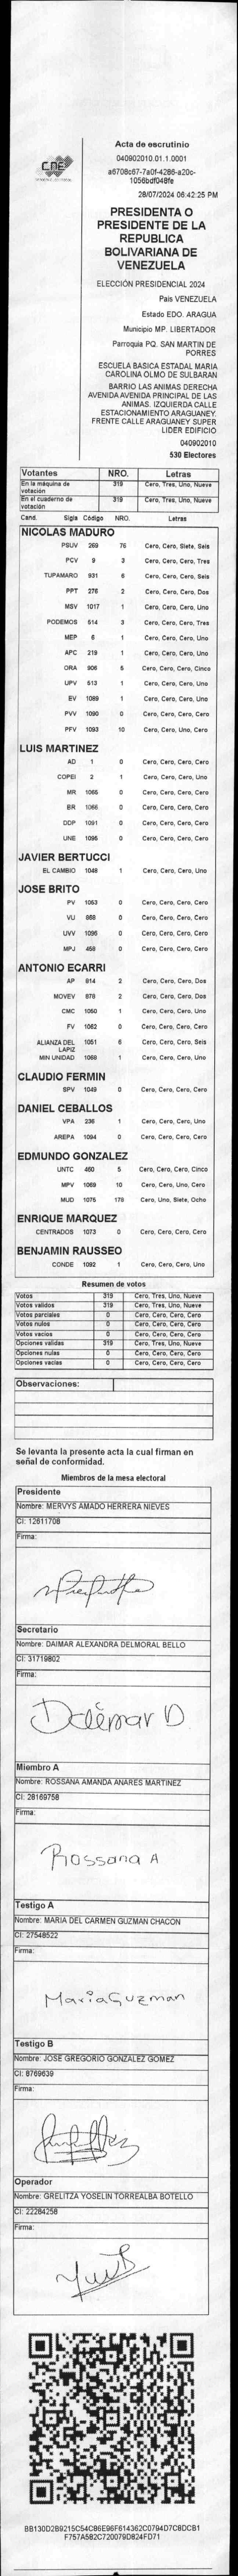 CNE
Acta de escrutinio
040902010.01.1.0001
a6708c67-7a0f-4286-a20c-
1056bdf048fe
28/07/2024 06:42:25 PM
PRESIDENTA O
PRESIDENTE DE LA
REPUBLICA
BOLIVARIANA DE
VENEZUELA
ELECCIÓN PRESIDENCIAL 2024
País VENEZUELA
Estado EDO. ARAGUA
Municipio MP. LIBERTADOR
Parroquia PQ. SAN MARTIN DE
PORRES
ESCUELA BASICA ESTADAL MARIA
CAROLINA OLMO DE SULBARAN
BARRIO LAS ANIMAS DERECHA
AVENIDA AVENIDA PRINCIPAL DE LAS
ANIMAS. IZQUIERDA CALLE
ESTACIONAMIENTO ARAGUANEY.
FRENTE CALLE ARAGUANEY SUPER
LIDER EDIFICIO
040902010
530 Electores
Votantes NRO. Letras
En la máquina de votación 319 Cero, Tres, Uno, Nueve
En el cuaderno de votación 319 Cero, Tres, Uno, Nueve
Cand. Sigla Código NRO. Letras
NICOLAS MADURO
PSUV 269 76 Cero, Cero, Siete, Seis
PCV 9 3 Cero, Cero, Cero, Tres
TUPAMARO 931 6 Cero, Cero, Cero, Seis
PPT 276 2 Cero, Cero, Cero, Dos
MSV 1017 1 Cero, Cero, Cero, Uno
PODEMOS 514 3 Cero, Cero, Cero, Tres
MEP 6 1 Cero, Cero, Cero, Uno
APC 219 1 Cero, Cero, Cero, Uno
ORA 906 5 Cero, Cero, Cero, Cinco
UPV 513 1 Cero, Cero, Cero, Uno
EV 1089 1 Cero, Cero, Cero, Uno
PVV 1090 0 Cero, Cero, Cero, Cero
PFV 1093 10 Cero, Cero, Uno, Cero
LUIS MARTINEZ
AD 1 0 Cero, Cero, Cero, Cero
COPEI 2 1 Cero, Cero, Cero, Uno
MR 1065 0 Cero, Cero, Cero, Cero
BR 1066 0 Cero, Cero, Cero, Cero
DDP 1091 0 Cero, Cero, Cero, Cero
UNE 1095 0 Cero, Cero, Cero, Cero
JAVIER BERTUCCI
EL CAMBIO 1048 1 Cero, Cero, Cero, Uno
JOSE BRITO
PV 1053 0 Cero, Cero, Cero, Cero
VU 868 0 Cero, Cero, Cero, Cero
UVV 1096 0 Cero, Cero, Cero, Cero
MPJ 458 0 Cero, Cero, Cero, Cero
ANTONIO ECARRI
AP 814 2 Cero, Cero, Cero, Dos
MOVEV 878 2 Cero, Cero, Cero, Dos
CMC 1050 1 Cero, Cero, Cero, Uno
FV 1062 0 Cero, Cero, Cero, Cero
ALIANZA DEL LAPIZ 1051 6 Cero, Cero, Cero, Seis
MIN UNIDAD 1068 1 Cero, Cero, Cero, Uno
CLAUDIO FERMIN
SPV 1049 0 Cero, Cero, Cero, Cero
DANIEL CEBALLOS
VPA 236 1 Cero, Cero, Cero, Uno
AREPA 1094 0 Cero, Cero, Cero, Cero
EDMUNDO GONZALEZ
UNTC 460 5 Cero, Cero, Cero, Cinco
MPV 1069 10 Cero, Cero, Uno, Cero
MUD 1075 178 Cero, Uno, Siete, Ocho
ENRIQUE MARQUEZ
CENTRADOS 1073 0 Cero, Cero, Cero, Cero
BENJAMIN RAUSSEO
CONDE 1092 1 Cero, Cero, Cero, Uno
Resumen de votos
Votos 319 Cero, Tres, Uno, Nueve
Votos validos 319 Cero, Tres, Uno, Nueve
Votos parciales 0 Cero, Cero, Cero, Cero
Votos nulos 0 Cero, Cero, Cero, Cero
Votos vacios 0 Cero, Cero, Cero, Cero
Opciones validas 319 Cero, Tres, Uno, Nueve
Opciones nulas 0 Cero, Cero, Cero, Cero
Opciones vacias 0 Cero, Cero, Cero, Cero
Observaciones:
Se levanta la presente acta la cual firman en
señal de conformidad.
Miembros de la mesa electoral
Presidente
Nombre: MERVYS AMADO HERRERA NIEVES
CI: 12611708
Firma:
Secretario
Nombre: DAIMAR ALEXANDRA DELMORAL BELLO
CI: 31719802
Firma:
Daimar D
Miembro A
Nombre: ROSSANA AMANDA ANARES MARTINEZ
CI: 28169758
Firma:
Rossana A
Testigo A
Nombre: MARIA DEL CARMEN GUZMAN CHACON
CI: 27548522
Firma:
Maria Guzman
Testigo B
Nombre: JOSE GREGORIO GONZALEZ GOMEZ
CI: 8769639
Firma:
Operador
Nombre: GRELITZA YOSELIN TORREALBA BOTELLO
CI: 22284258
Firma:
BB130D2B9215C54C86E96F614362C0794D7C8DCB1
F757A582C720079D824FD71